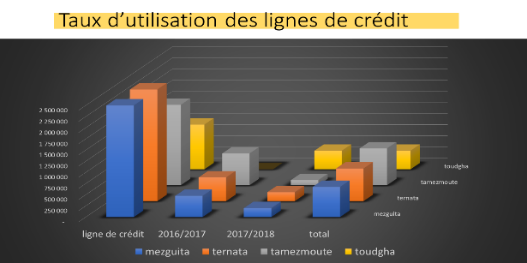 Taux d'utilisation des lignes de crédit
2 500 000
2 250 000
2 000 000
1 750 000
1 500 000
1 250 000
1 000 000
750 000
500 000
250 000
-
toudgha
tamezmoute
ternata
mezguita
ligne de crédit 2016/2017 2017/2018 total
mezguita ternata tamezmoute toudgha